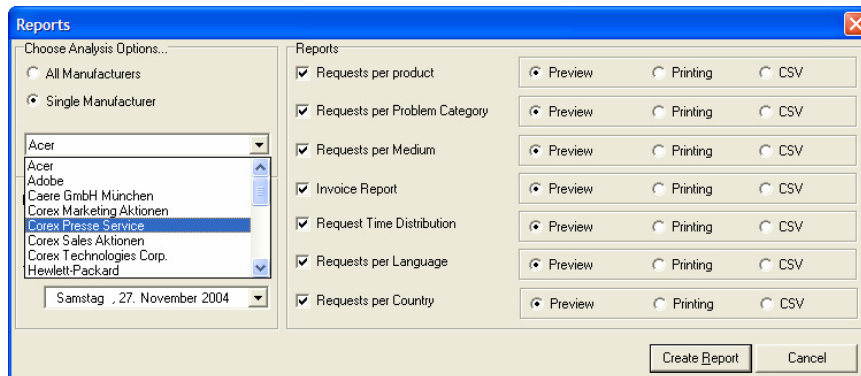 Reports
Choose Analysis Options...
All Manufacturers
Single Manufacturer
Acer
Acer
Adobe
Caere GmbH München
Corex Marketing Aktionen
Corex Presse Service
Corex Sales Aktionen
Corex Technologies Corp.
Hewlett-Packard
Samstag , 27. November 2004
Reports
Requests per product Preview Printing CSV
Requests per Problem Category Preview Printing CSV
Requests per Medium Preview Printing CSV
Invoice Report Preview Printing CSV
Request Time Distribution Preview Printing CSV
Requests per Language Preview Printing CSV
Requests per Country Preview Printing CSV
Create Report Cancel